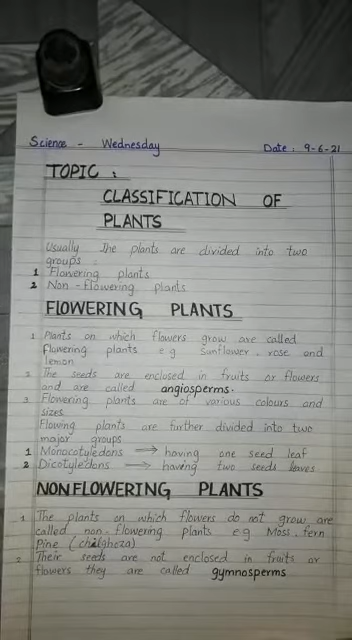 Science - Wednesday Date : 9-6-21
TOPIC :
CLASSIFICATION OF
PLANTS
Usually the plants are divided into two
groups
1 Flowering plants
2 Non - Flowering plants
FLOWERING PLANTS
1 Plants on which flowers grow are called
flowering plants e g Sunflower , rose and
lemon
2 The seeds are enclosed in fruits or flowers
and are called angiosperms.
3 Flowering plants are of various colours and
sizes
Flowing plants are further divided into two
major groups
1 Monocotyledons → having one seed leaf
2 Dicotyledons → having two seeds leaves
NONFLOWERING PLANTS
1 The plants on which flowers do not grow are
called non - flowering plants e g Moss , fern
Pine ( chilghoza)
2 Their seeds are not enclosed in fruits or
flowers they are called gymnosperms